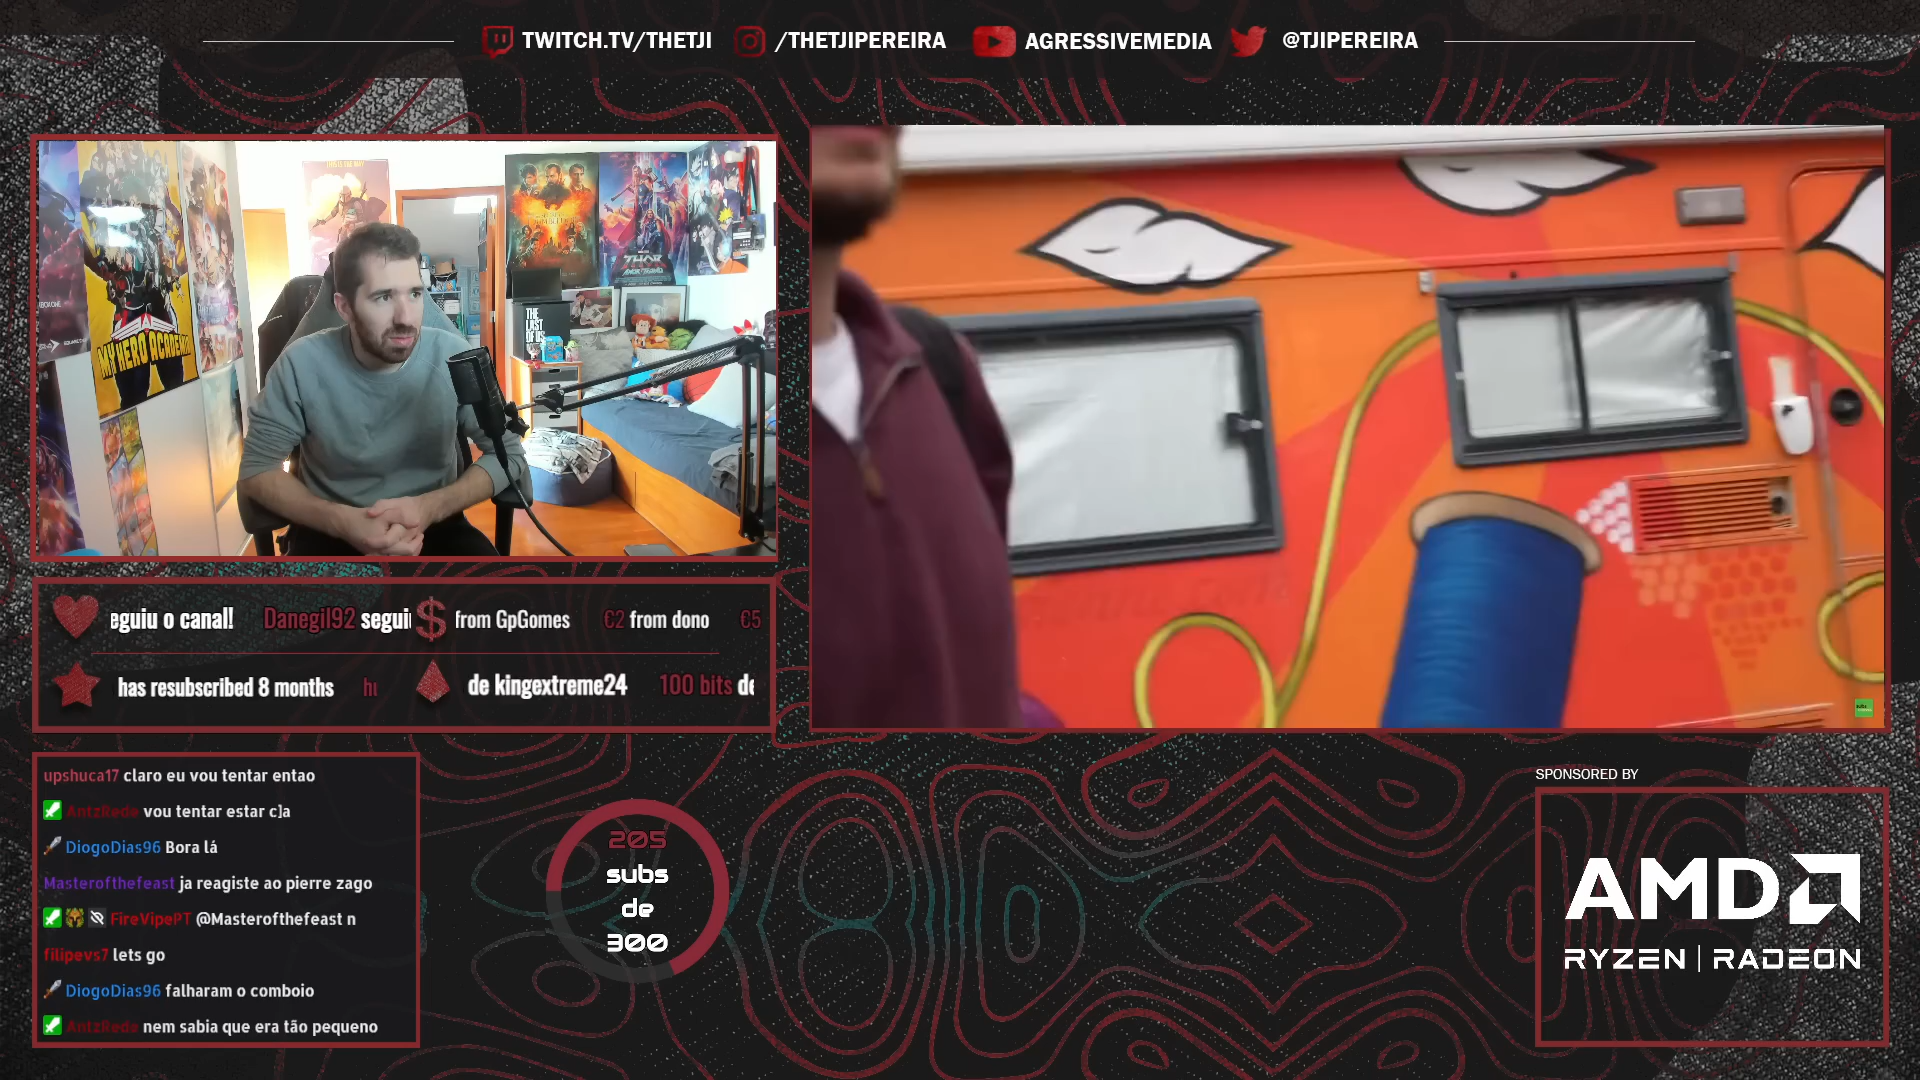 TWITCH.TV/THETJI /THETJIPEREIRA AGRESSIVEMEDIA @TJIPEREIRA
MY HERO ACADEMIA
THOR
THE
LAST
OF US
eguiu o canal! Danegil92 segui
from GpGomes €2 from dono €5
has resubscribed 8 months
de kingextreme24 100 bits de
upshuca17 claro eu vou tentar entao
AntzRede vou tentar estar c]a
DiogoDias96 Bora lá
Masterofthefeast ja reagiste ao pierre zago
FireVipePT @Masterofthefeast n
filipevs7 lets go
DiogoDias96 falharam o comboio
AntzRede nem sabia que era tão pequeno
205
subs
de
300
SPONSORED BY
AMD
RYZEN | RADEON